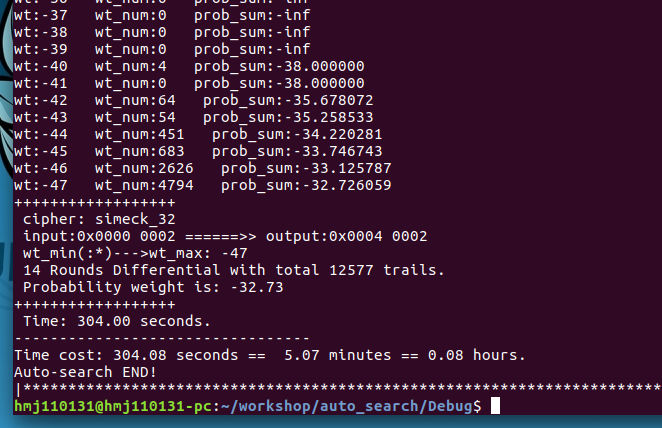 wt:-36 wt_num:0 prob_sum:-inf
wt:-37 wt_num:0 prob_sum:-inf
wt:-38 wt_num:0 prob_sum:-inf
wt:-39 wt_num:0 prob_sum:-inf
wt:-40 wt_num:4 prob_sum:-38.000000
wt:-41 wt_num:0 prob_sum:-38.000000
wt:-42 wt_num:64 prob_sum:-35.678072
wt:-43 wt_num:54 prob_sum:-35.258533
wt:-44 wt_num:451 prob_sum:-34.220281
wt:-45 wt_num:683 prob_sum:-33.746743
wt:-46 wt_num:2626 prob_sum:-33.125787
wt:-47 wt_num:4794 prob_sum:-32.726059
++++++++++++++++++
cipher: simeck_32
input:0x0000 0002 ======>> output:0x0004 0002
wt_min(:*)--->wt_max: -47
14 Rounds Differential with total 12577 trails.
Probability weight is: -32.73
++++++++++++++++++
Time: 304.00 seconds.
---------------------------------
Time cost: 304.08 seconds == 5.07 minutes == 0.08 hours.
Auto-search END!
|***********************************************************************
hmj110131@hmj110131-pc:~/workshop/auto_search/Debug$